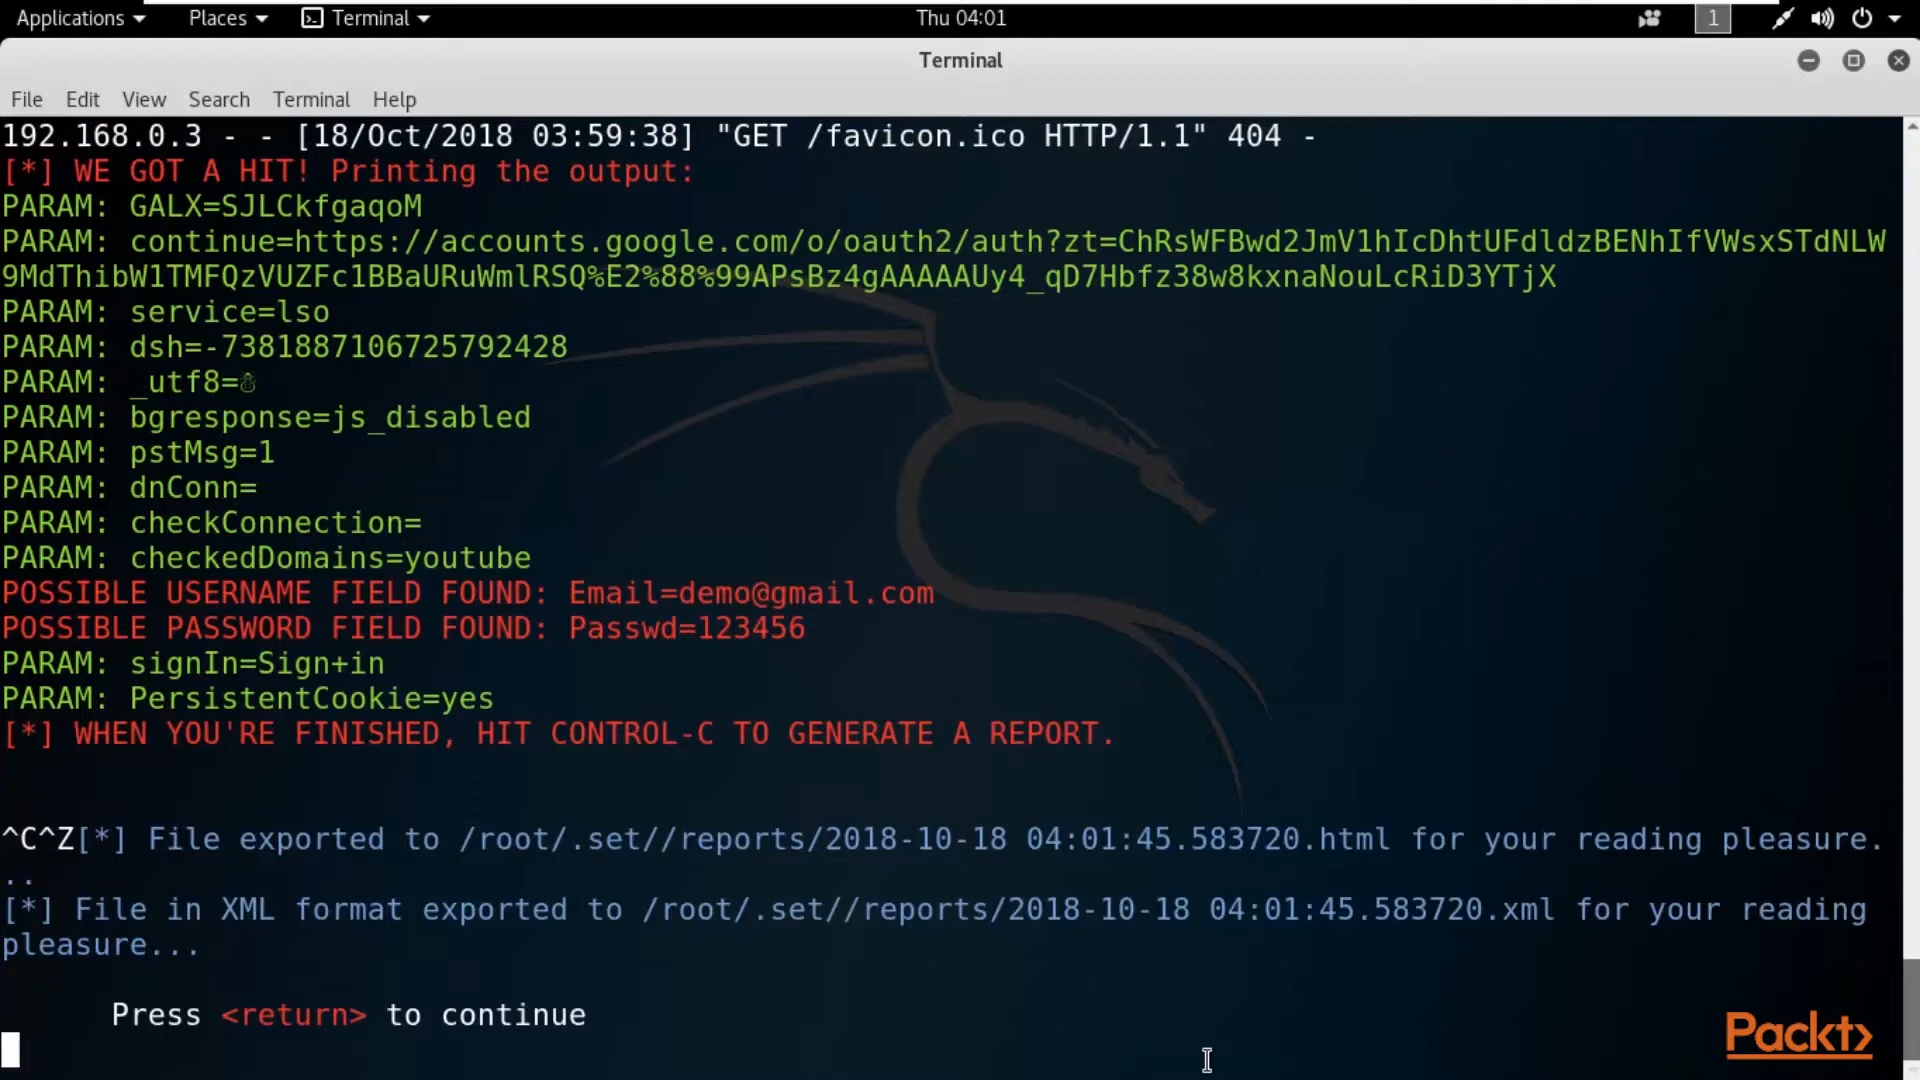 Applications Places Terminal Thu 04:01 1
Terminal
File Edit View Search Terminal Help
192.168.0.3 - - [18/Oct/2018 03:59:38] "GET /favicon.ico HTTP/1.1" 404 -
[*] WE GOT A HIT! Printing the output:
PARAM: GALX=SJLCkfgaqoM
PARAM: continue=https://accounts.google.com/o/oauth2/auth?zt=ChRsWFBwd2JmV1hIcDhtUFdldzBENhIfVWsxSTdNLW
9MdThibW1TMFQzVUZFc1BBaURuWmlRSQ%E2%88%99APsBz4gAAAAAUy4_qD7Hbfz38w8kxnaNouLcRiD3YTjX
PARAM: service=lso
PARAM: dsh=-7381887106725792428
PARAM: _utf8=☃
PARAM: bgresponse=js_disabled
PARAM: pstMsg=1
PARAM: dnConn=
PARAM: checkConnection=
PARAM: checkedDomains=youtube
POSSIBLE USERNAME FIELD FOUND: Email=demo@gmail.com
POSSIBLE PASSWORD FIELD FOUND: Passwd=123456
PARAM: signIn=Sign+in
PARAM: PersistentCookie=yes
[*] WHEN YOU'RE FINISHED, HIT CONTROL-C TO GENERATE A REPORT.
^C^Z[*] File exported to /root/.set//reports/2018-10-18 04:01:45.583720.html for your reading pleasure.
..
[*] File in XML format exported to /root/.set//reports/2018-10-18 04:01:45.583720.xml for your reading
pleasure...
Press <return> to continue
Packt>